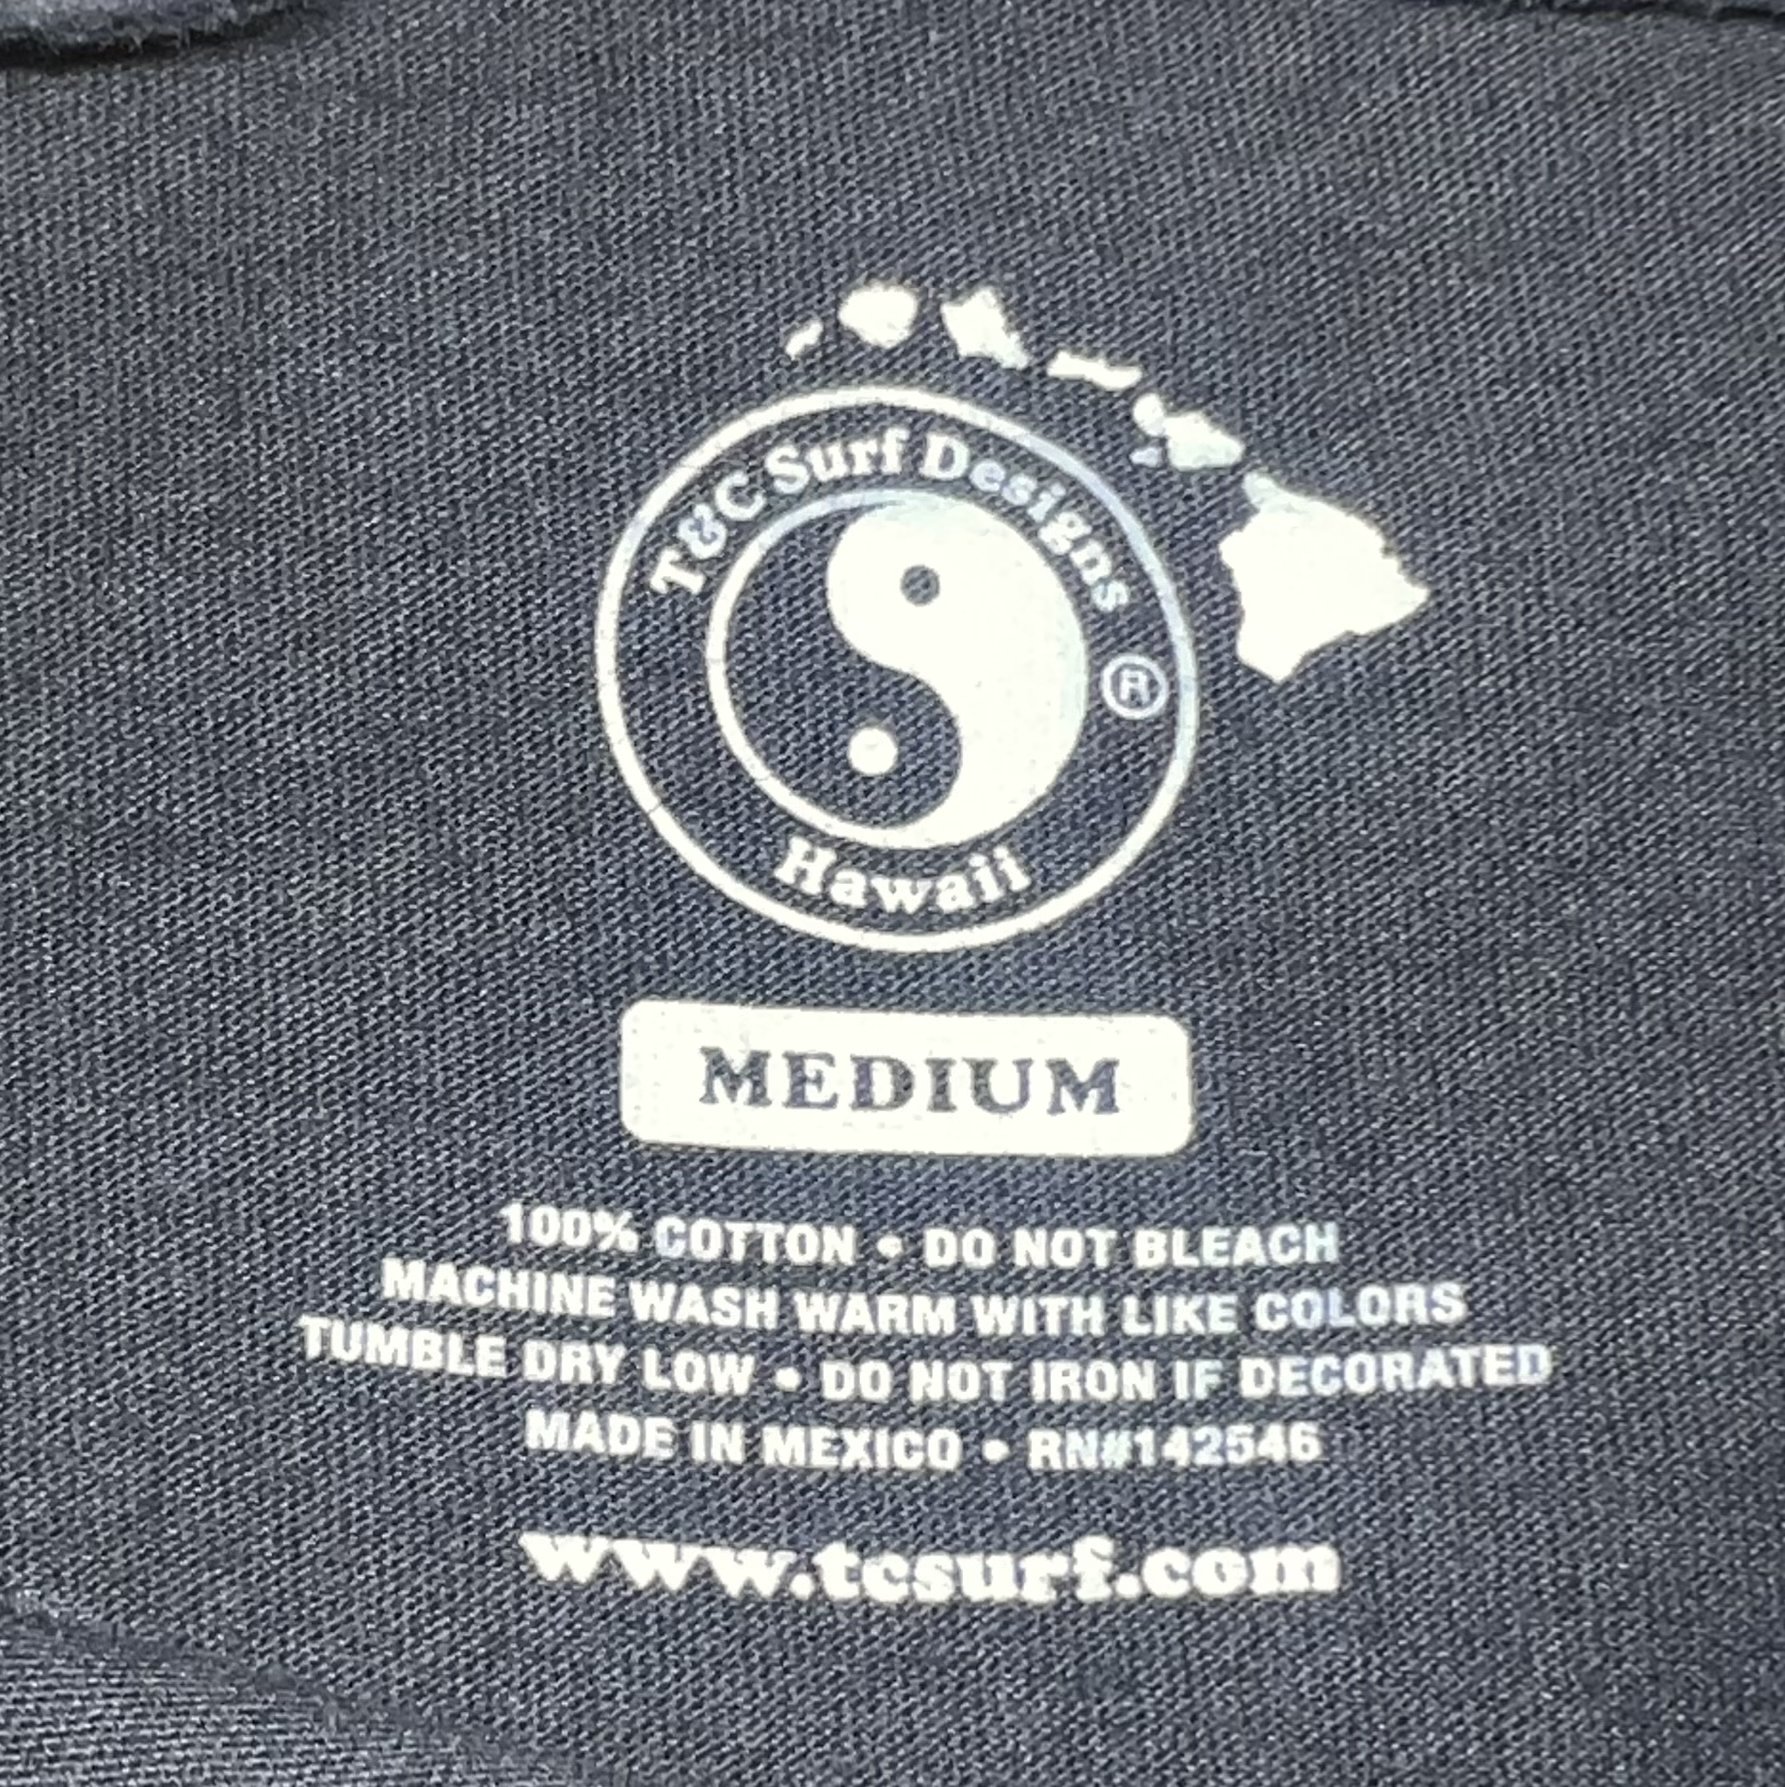 T&C Surf Designs
®
Hawaii
MEDIUM
100% COTTON • DO NOT BLEACH
MACHINE WASH WARM WITH LIKE COLORS
TUMBLE DRY LOW • DO NOT IRON IF DECORATED
MADE IN MEXICO • RN#142546
www.tcsurf.com